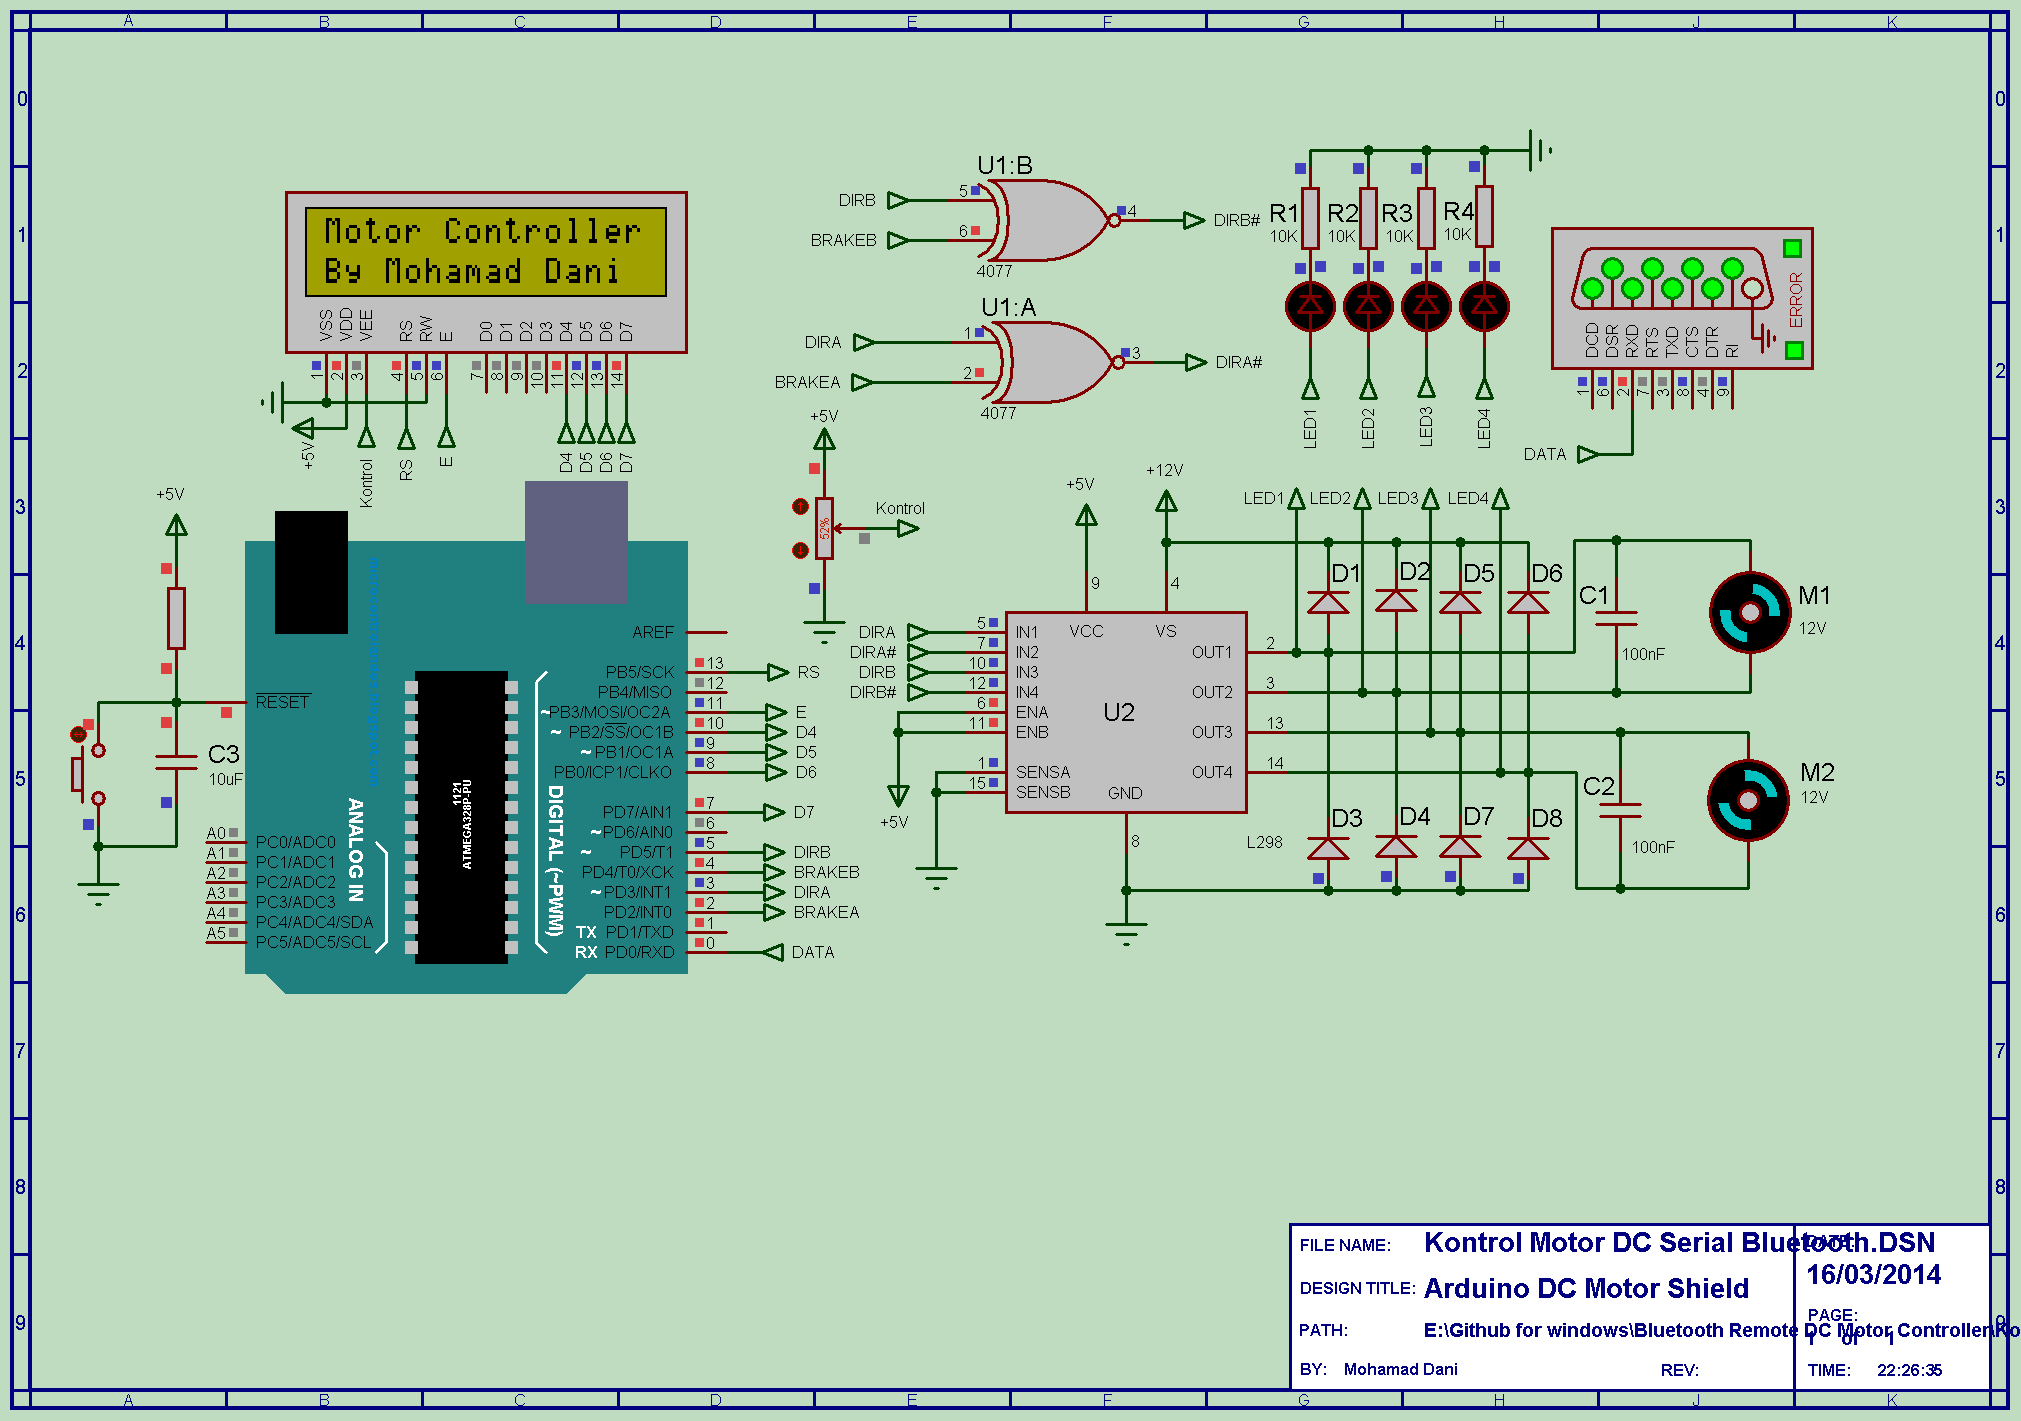 A B C D E F G H J K
0 0
1 1
2 2
3 3
4 4
5 5
6 6
7 7
8 8
9 9
Motor Controller
By Mohamad Dani
VSS VDD VEE RS RW E D0 D1 D2 D3 D4 D5 D6 D7
1 2 3 4 5 6 7 8 9 10 11 12 13 14
+5V Kontrol RS E D4 D5 D6 D7
U1:B
DIRB 5
BRAKEB 6
4 DIRB#
4077
U1:A
DIRA 1
BRAKEA 2
3 DIRA#
4077
R1 R2 R3 R4
10K 10K 10K 10K
LED1 LED2 LED3 LED4
ERROR
DCD DSR RXD RTS TXD CTS DTR RI
1 6 2 7 3 8 4 9
DATA
+5V
52%
Kontrol
+5V
RESET
C3
10uF
AREF
PB5/SCK 13 RS
PB4/MISO 12
~PB3/MOSI/OC2A 11 E
~ PB2/SS/OC1B 10 D4
~ PB1/OC1A 9 D5
PB0/ICP1/CLKO 8 D6
PD7/AIN1 7 D7
~PD6/AIN0 6
~ PD5/T1 5 DIRB
PD4/T0/XCK 4 BRAKEB
~PD3/INT1 3 DIRA
PD2/INT0 2 BRAKEA
TX PD1/TXD 1
RX PD0/RXD 0 DATA
DIGITAL (~PWM)
1121
ATMEGA328P-PU
ANALOG IN
A0 PC0/ADC0
A1 PC1/ADC1
A2 PC2/ADC2
A3 PC3/ADC3
A4 PC4/ADC4/SDA
A5 PC5/ADC5/SCL
+5V +12V
9 4
VCC VS
DIRA 5 IN1
DIRA# 7 IN2
DIRB 10 IN3
DIRB# 12 IN4
6 ENA
11 ENB
1 SENSA
15 SENSB
+5V
U2
GND
8
L298
OUT1 2
OUT2 3
OUT3 13
OUT4 14
LED1 LED2 LED3 LED4
D1 D2 D5 D6
D3 D4 D7 D8
C1
100nF
M1
12V
C2
100nF
M2
12V
FILE NAME: Kontrol Motor DC Serial Bluetooth.DSN
DATE:
16/03/2014
DESIGN TITLE: Arduino DC Motor Shield
PAGE:
1 of 1
PATH: E:\Github for windows\Bluetooth Remote DC Motor Controller\Ko
BY: Mohamad Dani REV:
TIME: 22:26:35
A B C D E F G H J K